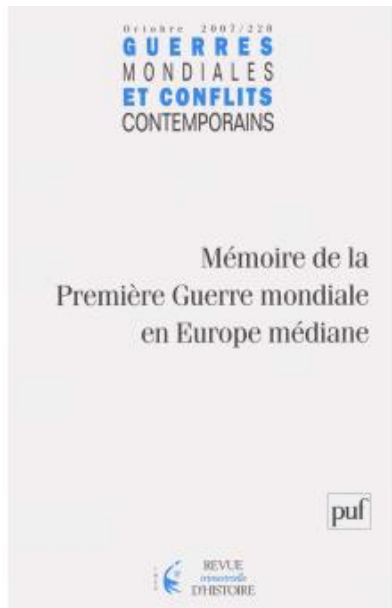 Octobre 2007/228
GUERRES
MONDIALES
ET CONFLITS
CONTEMPORAINS
Mémoire de la
Première Guerre mondiale
en Europe médiane
puf
REVUE
trimestrielle
D'HISTOIRE